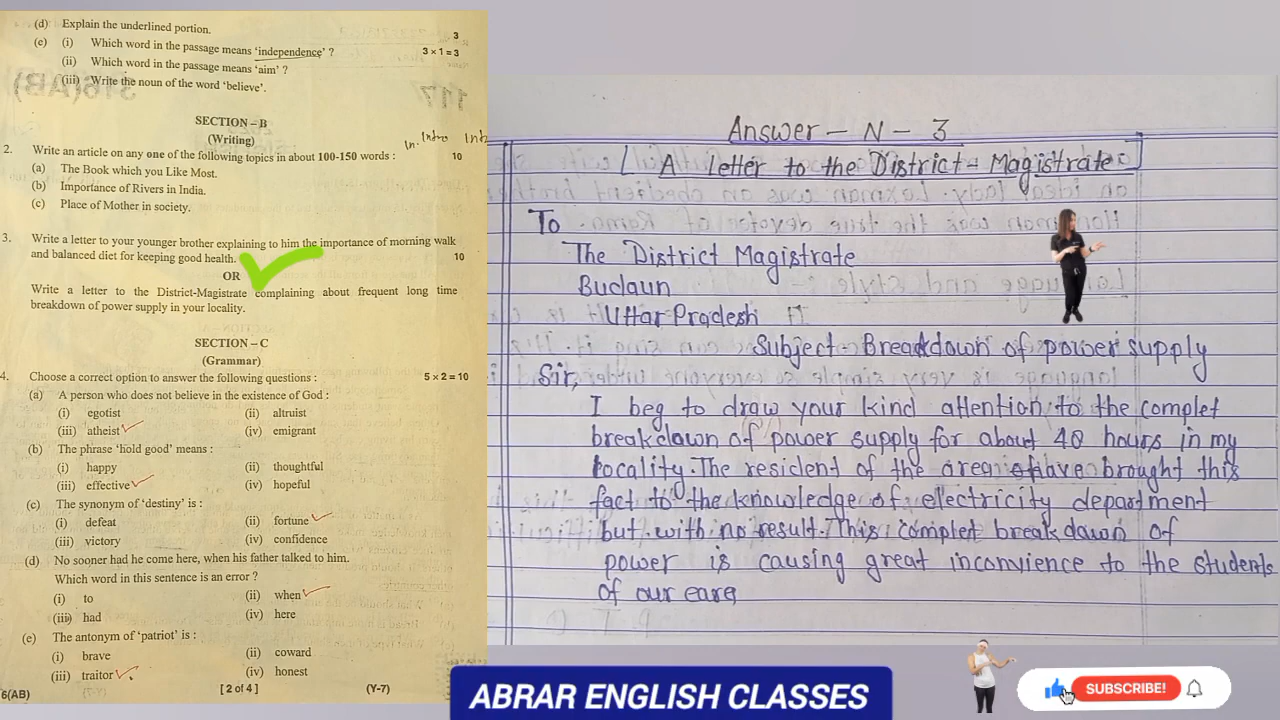 (d) Explain the underlined portion. 3
(e) (i) Which word in the passage means 'independence' ? 3 × 1 = 3
(ii) Which word in the passage means 'aim' ?
(iii) Write the noun of the word 'believe'.
316(AB) 117
SECTION – B
(Writing)
In. Intro
2. Write an article on any one of the following topics in about 100-150 words : 10
(a) The Book which you Like Most.
(b) Importance of Rivers in India.
(c) Place of Mother in society.
3. Write a letter to your younger brother explaining to him the importance of morning walk
and balanced diet for keeping good health. 10
OR
Write a letter to the District-Magistrate complaining about frequent long time
breakdown of power supply in your locality.
SECTION – C
(Grammar)
4. Choose a correct option to answer the following questions : 5 × 2 = 10
(a) A person who does not believe in the existence of God :
(i) egotist (ii) altruist
(iii) atheist (iv) emigrant
(b) The phrase 'hold good' means :
(i) happy (ii) thoughtful
(iii) effective (iv) hopeful
(c) The synonym of 'destiny' is :
(i) defeat (ii) fortune
(iii) victory (iv) confidence
(d) No sooner had he come here, when his father talked to him.
Which word in this sentence is an error ?
(i) to (ii) when
(iii) had (iv) here
(e) The antonym of 'patriot' is :
(i) brave (ii) coward
(iii) traitor (iv) honest
6(AB) [ 2 of 4 ] (Y-7)
Answer – N – 3
[ A letter to the District - Magistrate ]
To
The District Magistrate
Budaun
Uttar Pradesh
Subject - Breakdown of power supply
Sir,
I beg to draw your kind attention to the complet
breakdawn of power supply for about 48 hours in my
locality. The resident of the area have brought this
fact to the knowledge of electricity department
but with no result. This complet breakdawn of
power is causing great inconvience to the students
of our eare
ABRAR ENGLISH CLASSES
SUBSCRIBE!